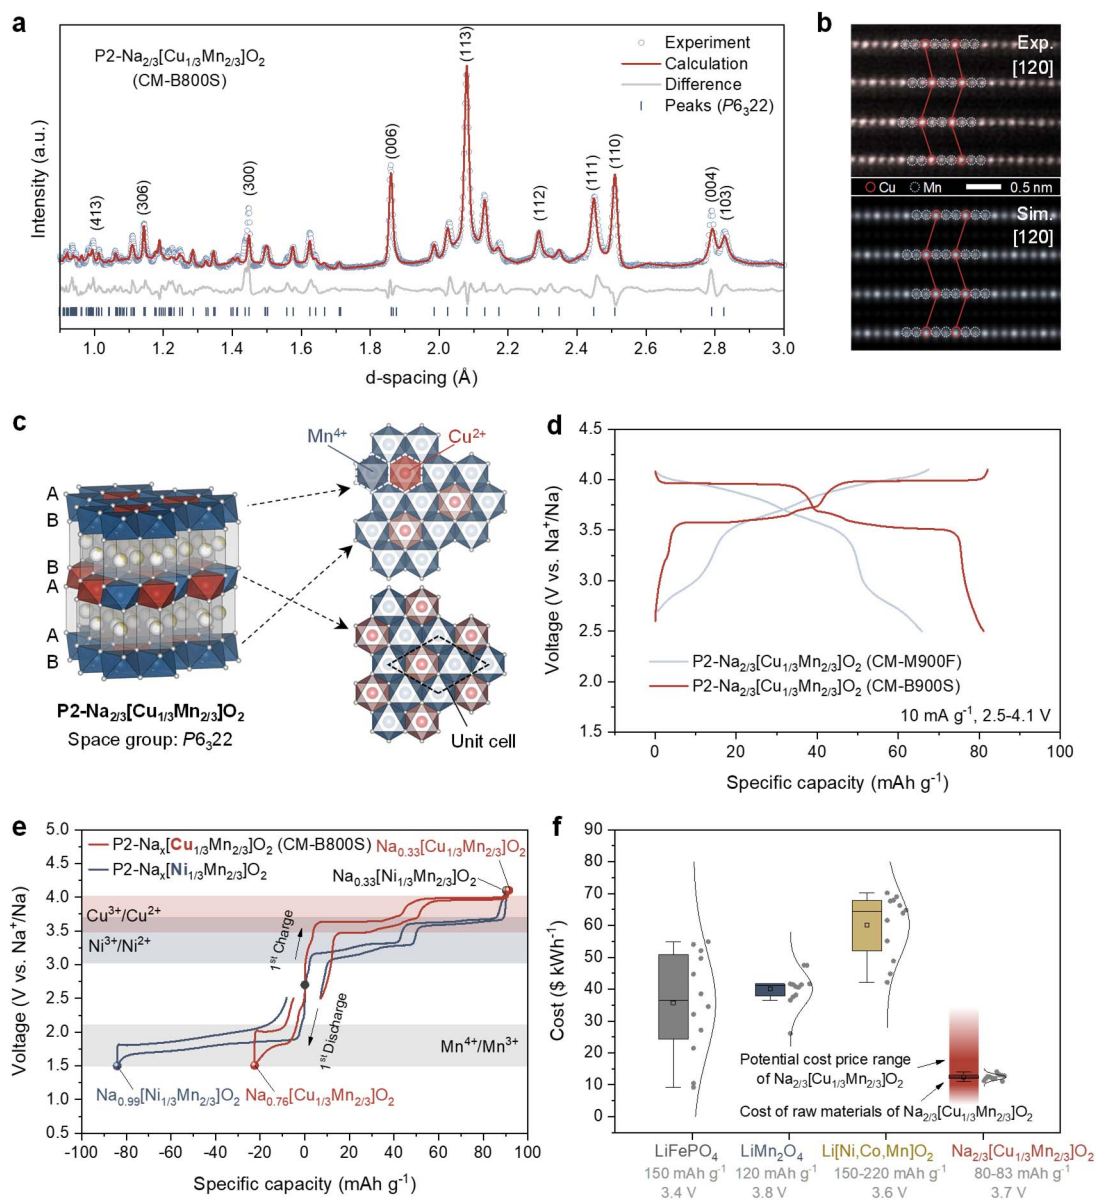 a
P2-Na2/3[Cu1/3Mn2/3]O2
(CM-B800S)
Experiment
Calculation
Difference
Peaks (P6322)
(413)
(306)
(300)
(006)
(113)
(112)
(111)
(110)
(004)
(103)
Intensity (a.u.)
1.0 1.2 1.4 1.6 1.8 2.0 2.2 2.4 2.6 2.8 3.0
d-spacing (Å)
b
Exp.
[120]
Cu Mn 0.5 nm
Sim.
[120]
c
Mn4+
Cu2+
A
B
B
A
A
B
P2-Na2/3[Cu1/3Mn2/3]O2
Space group: P6322
Unit cell
d
4.5
4.0
3.5
3.0
2.5
2.0
1.5
Voltage (V vs. Na+/Na)
P2-Na2/3[Cu1/3Mn2/3]O2 (CM-M900F)
P2-Na2/3[Cu1/3Mn2/3]O2 (CM-B900S)
10 mA g-1, 2.5-4.1 V
0 20 40 60 80 100
Specific capacity (mAh g-1)
e
5.0
4.5
4.0
3.5
3.0
2.5
2.0
1.5
1.0
0.5
Voltage (V vs. Na+/Na)
P2-Nax[Cu1/3Mn2/3]O2 (CM-B800S)
P2-Nax[Ni1/3Mn2/3]O2
Na0.33[Cu1/3Mn2/3]O2
Na0.33[Ni1/3Mn2/3]O2
Cu3+/Cu2+
Ni3+/Ni2+
1st Charge
1st Discharge
Mn4+/Mn3+
Na0.99[Ni1/3Mn2/3]O2
Na0.76[Cu1/3Mn2/3]O2
-100 -80 -60 -40 -20 0 20 40 60 80 100
Specific capacity (mAh g-1)
f
90
80
70
60
50
40
30
20
10
0
Cost ($ kWh-1)
Potential cost price range
of Na2/3[Cu1/3Mn2/3]O2
Cost of raw materials of Na2/3[Cu1/3Mn2/3]O2
LiFePO4 LiMn2O4 Li[Ni,Co,Mn]O2 Na2/3[Cu1/3Mn2/3]O2
150 mAh g-1 120 mAh g-1 150-220 mAh g-1 80-83 mAh g-1
3.4 V 3.8 V 3.6 V 3.7 V